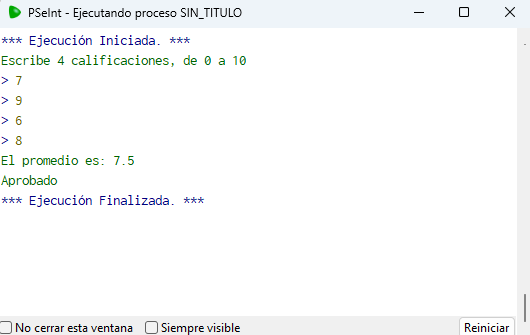 PSeInt - Ejecutando proceso SIN_TITULO
*** Ejecución Iniciada. ***
Escribe 4 calificaciones, de 0 a 10
> 7
> 9
> 6
> 8
El promedio es: 7.5
Aprobado
*** Ejecución Finalizada. ***
No cerrar esta ventana Siempre visible Reiniciar